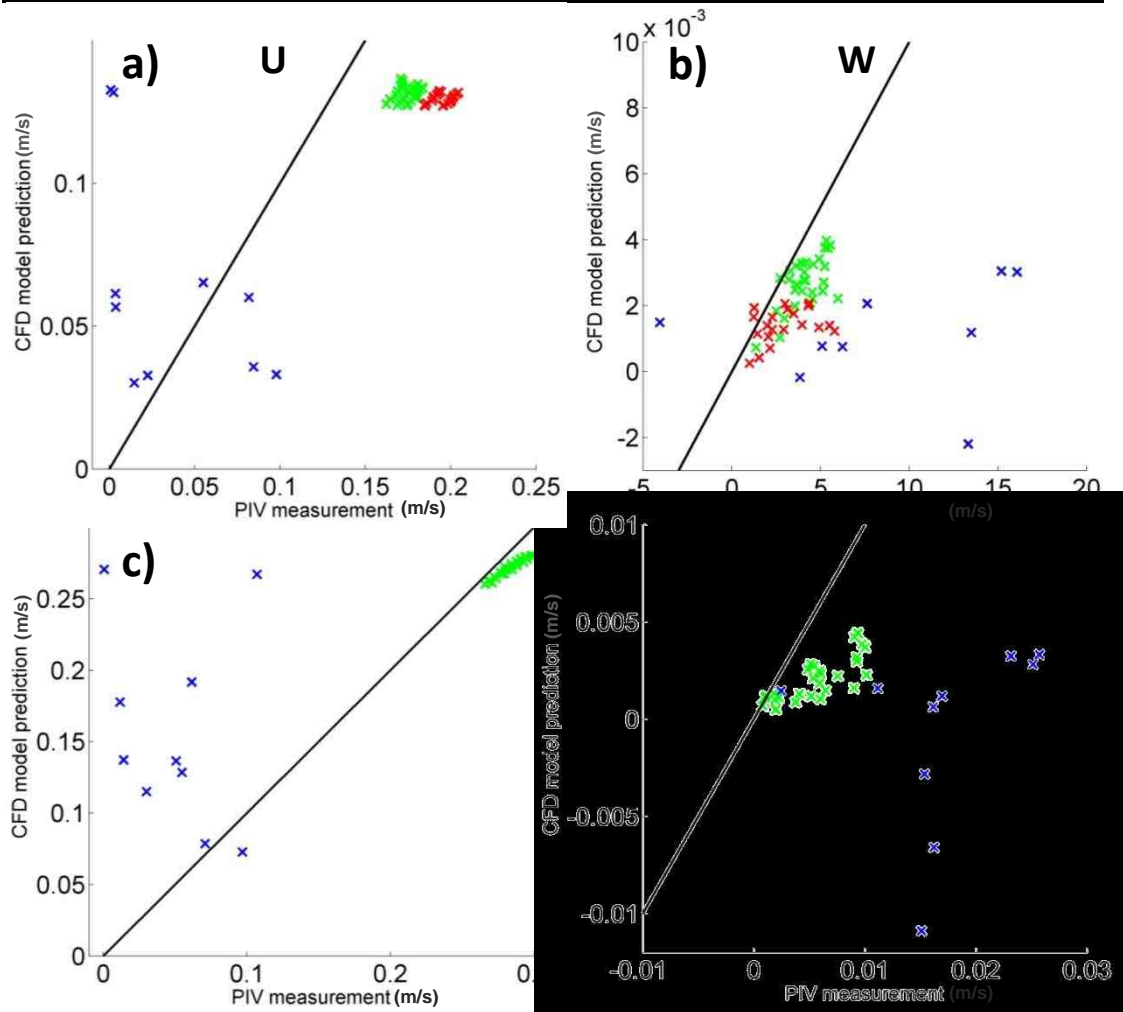 a) U
CFD model prediction (m/s)
0.1
0.05
0
0 0.05 0.1 0.15 0.2 0.25
PIV measurement (m/s)
b) W
10 x 10 -3
8
6
4
2
0
-2
CFD model prediction (m/s)
-5 0 5 10 15 20
(m/s)
c)
0.25
0.2
0.15
0.1
0.05
0
CFD model prediction (m/s)
0 0.1 0.2
PIV measurement (m/s)
0.01
0.005
0
-0.005
-0.01
CFD model prediction (m/s)
-0.01 0 0.01 0.02 0.03
PIV measurement (m/s)